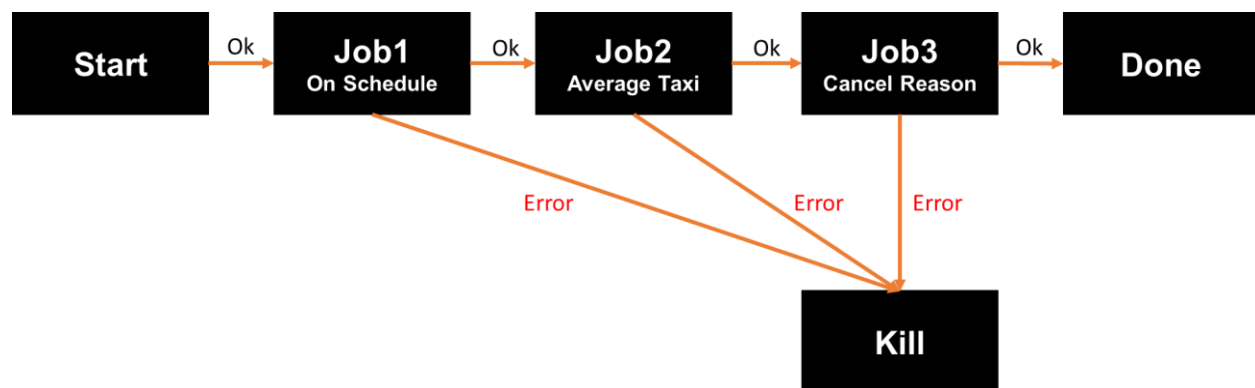 Start
Ok
Job1
On Schedule
Ok
Job2
Average Taxi
Ok
Job3
Cancel Reason
Ok
Done
Error
Error
Error
Kill